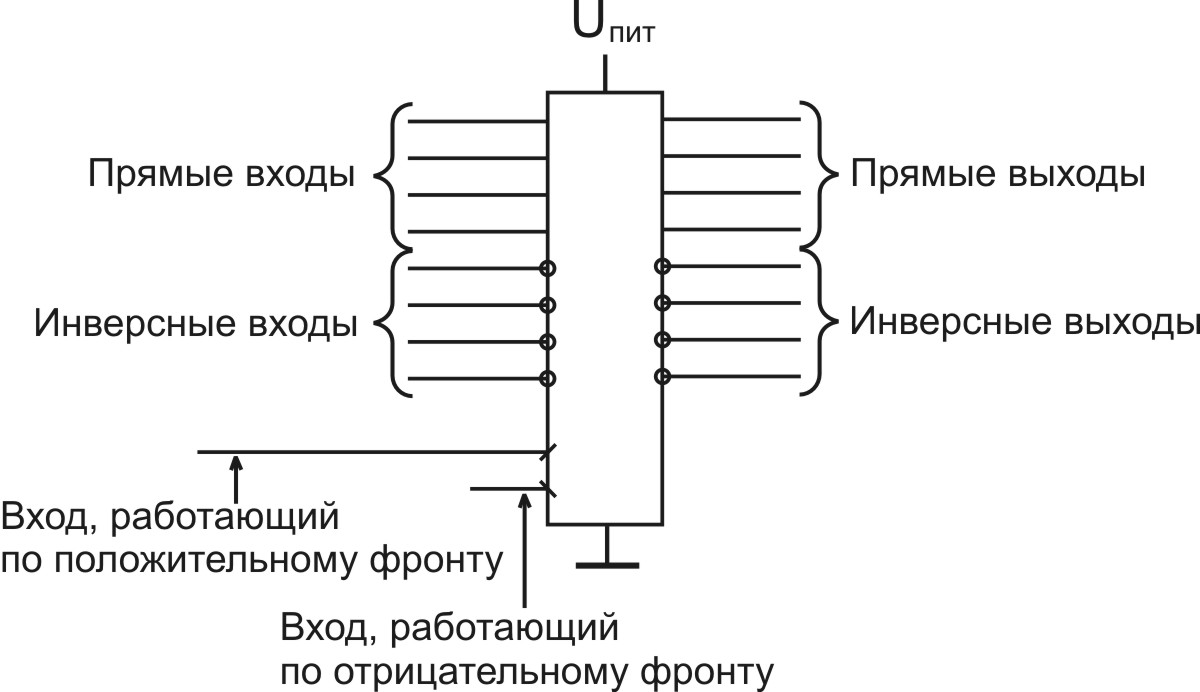 Uпит
Прямые входы
Прямые выходы
Инверсные входы
Инверсные выходы
Вход, работающий
по положительному фронту
Вход, работающий
по отрицательному фронту